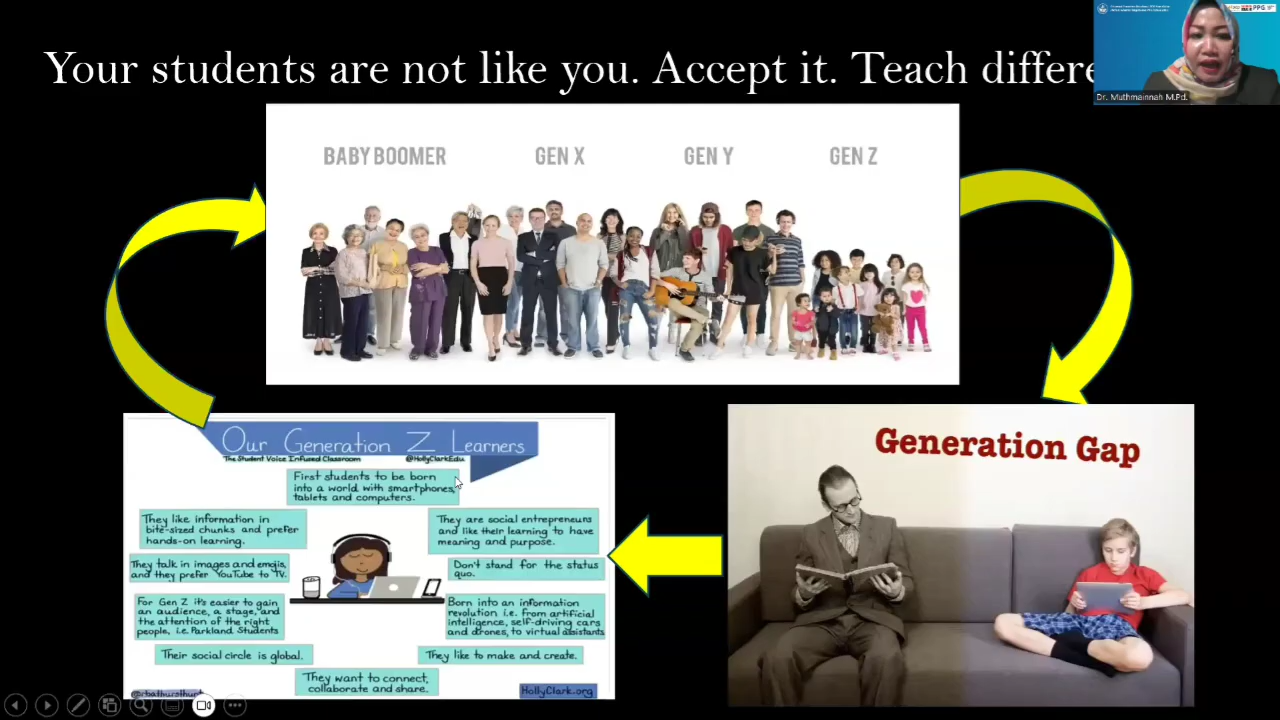 Your students are not like you. Accept it. Teach differe
PPG
Dr. Muthmainnah M.Pd.
BABY BOOMER
GEN X
GEN Y
GEN Z
Our Generation Z Learners
The Student Voice Infused Classroom
@HollyClarkEdu
First students to be born
into a world with smartphones,
tablets and computers.
They like information in
bite-sized chunks and prefer
hands-on learning.
They are social entrepreneurs
and like their learning to have
meaning and purpose.
They talk in images and emojis,
and they prefer YouTube to TV.
Don't stand for the status
quo.
For Gen Z it's easier to gain
an audience, a stage, and
the attention of the right
people, i.e. Parkland Students
Born into an information
revolution i.e. from artificial
intelligence, self-driving cars
and drones, to virtual assistants
Their social circle is global.
They like to make and create.
They want to connect,
collaborate and share.
@rbathursthunt
HollyClark.org
Generation Gap